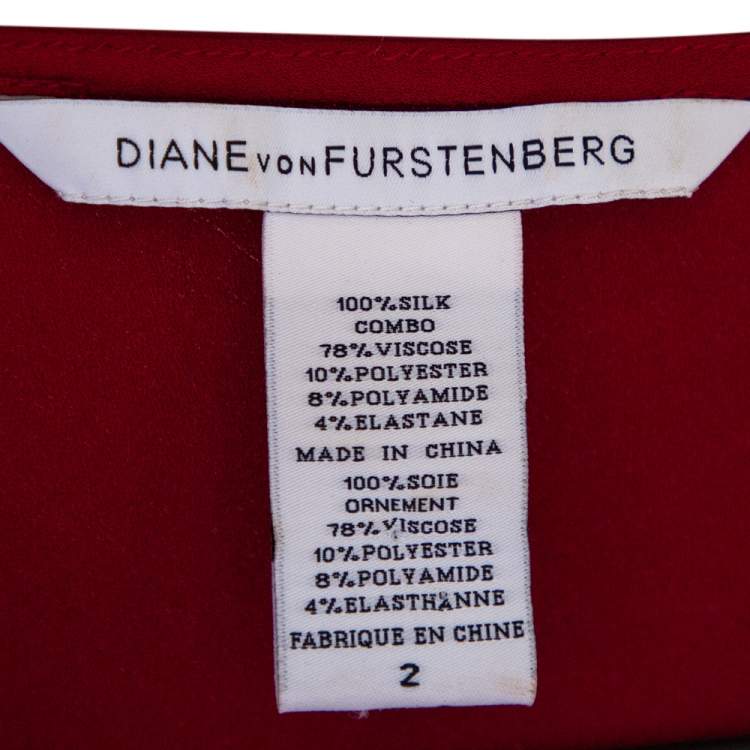 DIANE VON FURSTENBERG
100%SILK
COMBO
78%VISCOSE
10%POLYESTER
8%POLYAMIDE
4%ELASTANE
MADE IN CHINA
100%SOIE
ORNEMENT
78%VISCOSE
10%POLYESTER
8%POLYAMIDE
4%ELASTHANNE
FABRIQUE EN CHINE
2